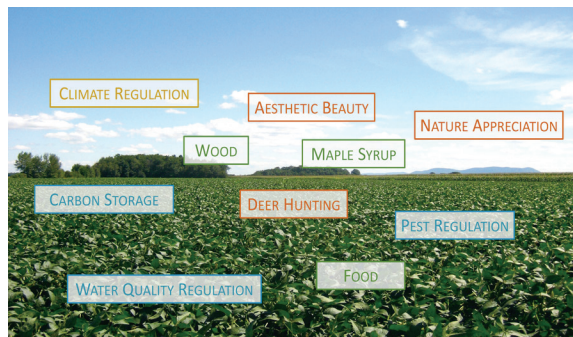 CLIMATE REGULATION
AESTHETIC BEAUTY
NATURE APPRECIATION
WOOD
MAPLE SYRUP
CARBON STORAGE
DEER HUNTING
PEST REGULATION
FOOD
WATER QUALITY REGULATION